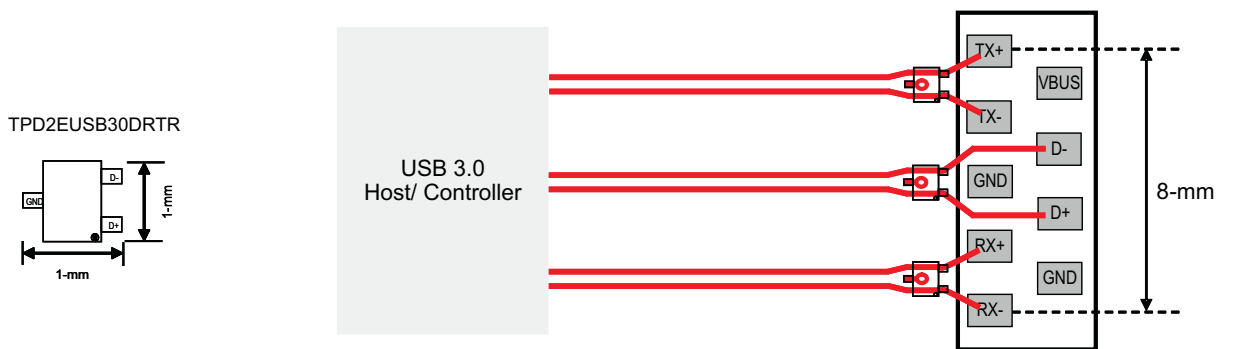 TPD2EUSB30DRTR
D-
GND
D+
1-mm
1-mm
USB 3.0
Host/ Controller
TX+
VBUS
TX-
D-
GND
D+
RX+
GND
RX-
8-mm